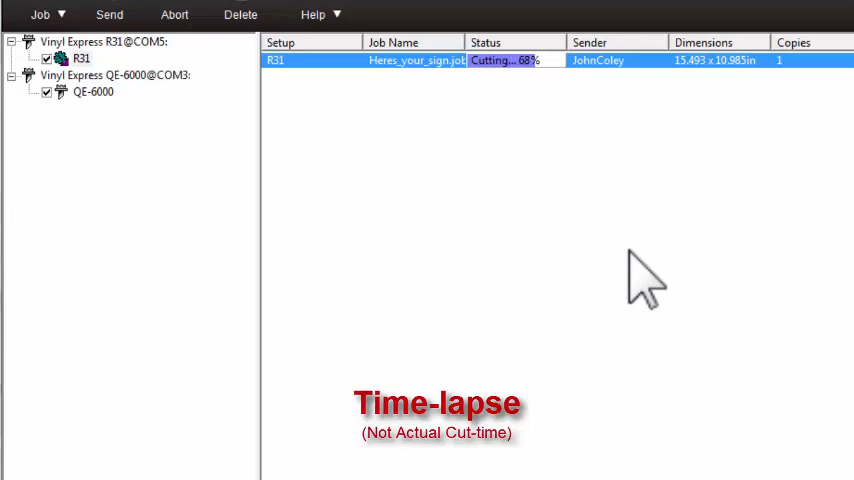 Job Send Abort Delete Help
Vinyl Express R31@COM5:
R31
Vinyl Express QE-6000@COM3:
QE-6000
Setup Job Name Status Sender Dimensions Copies
R31 Heres_your_sign.job Cutting... 68% JohnColey 15.493 x 10.985in 1
Time-lapse
(Not Actual Cut-time)